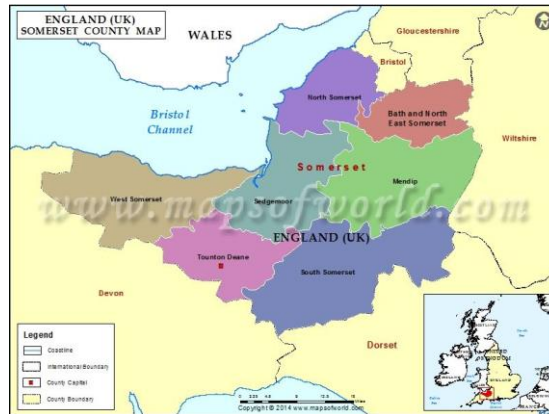 ENGLAND (UK)
SOMERSET COUNTY MAP
WALES
Gloucestershire
Bristol
North Somerset
Bath and North
East Somerset
Bristol
Channel
Wiltshire
Somerset
Mendip
West Somerset
Sedgemoor
www.mapsofworld.com
ENGLAND (UK)
Tounton Deane
South Somerset
Devon
Dorset
Legend
Coastline
International Boundary
County Capital
County Boundary
Copyright © 2014 www.mapsofworld.com